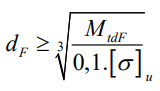 d_F ≥ ∛(M_tdF / 0,1.[σ]_u)